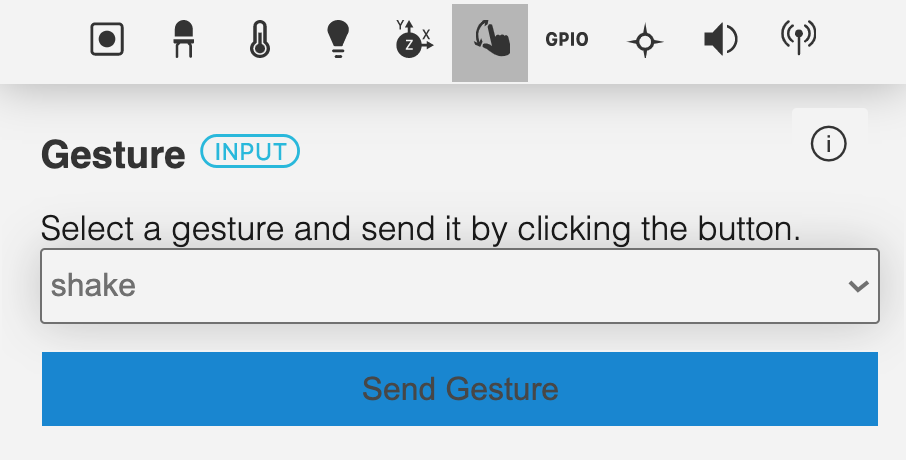 Y X Z GPIO
Gesture INPUT
Select a gesture and send it by clicking the button.
shake
Send Gesture